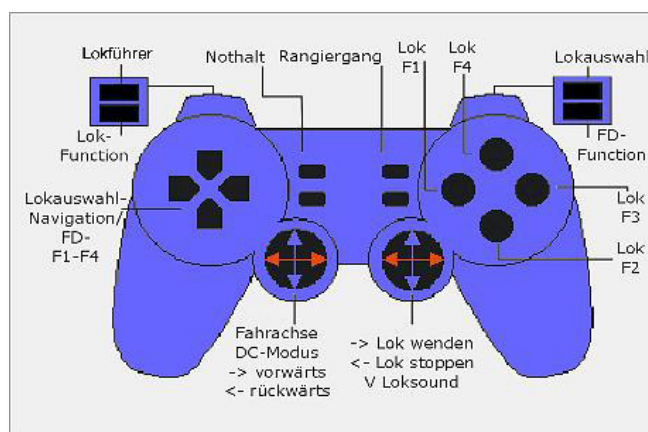 Lokführer
Nothalt
Rangiergang
Lok
F1
Lok
F4
Lokauswahl
Lok-
Function
FD-
Function
Lokauswahl-
Navigation/
FD-
F1-F4
Lok
F3
Lok
F2
Fahrachse
DC-Modus
-> vorwärts
<- rückwärts
-> Lok wenden
<- Lok stoppen
V Loksound